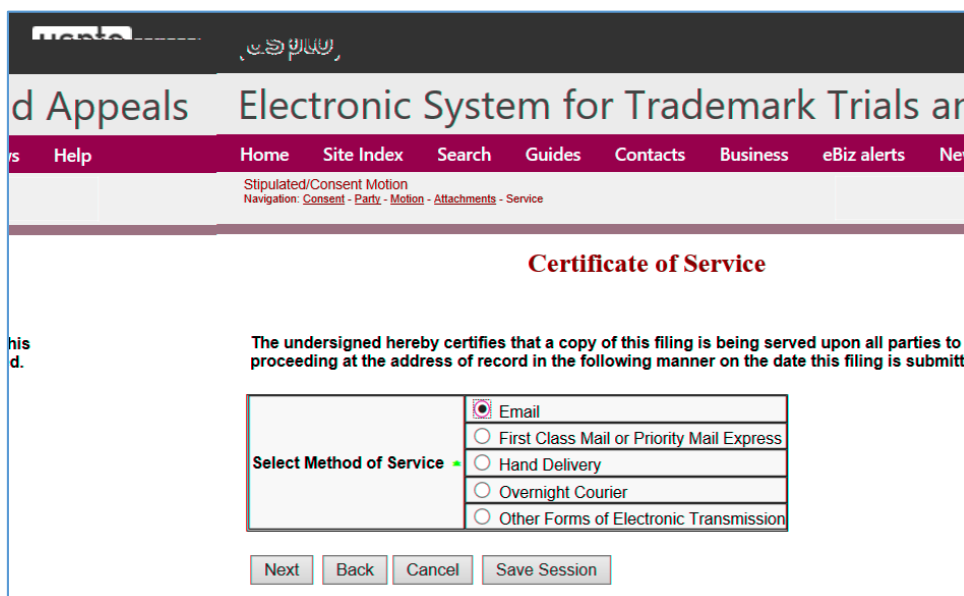 d Appeals
Electronic System for Trademark Trials an
s Help
Home Site Index Search Guides Contacts Business eBiz alerts Ne
Stipulated/Consent Motion
Navigation: Consent - Party - Motion - Attachments - Service
Certificate of Service
his
d.
The undersigned hereby certifies that a copy of this filing is being served upon all parties to
proceeding at the address of record in the following manner on the date this filing is submitt
Select Method of Service
Email
First Class Mail or Priority Mail Express
Hand Delivery
Overnight Courier
Other Forms of Electronic Transmission
Next Back Cancel Save Session